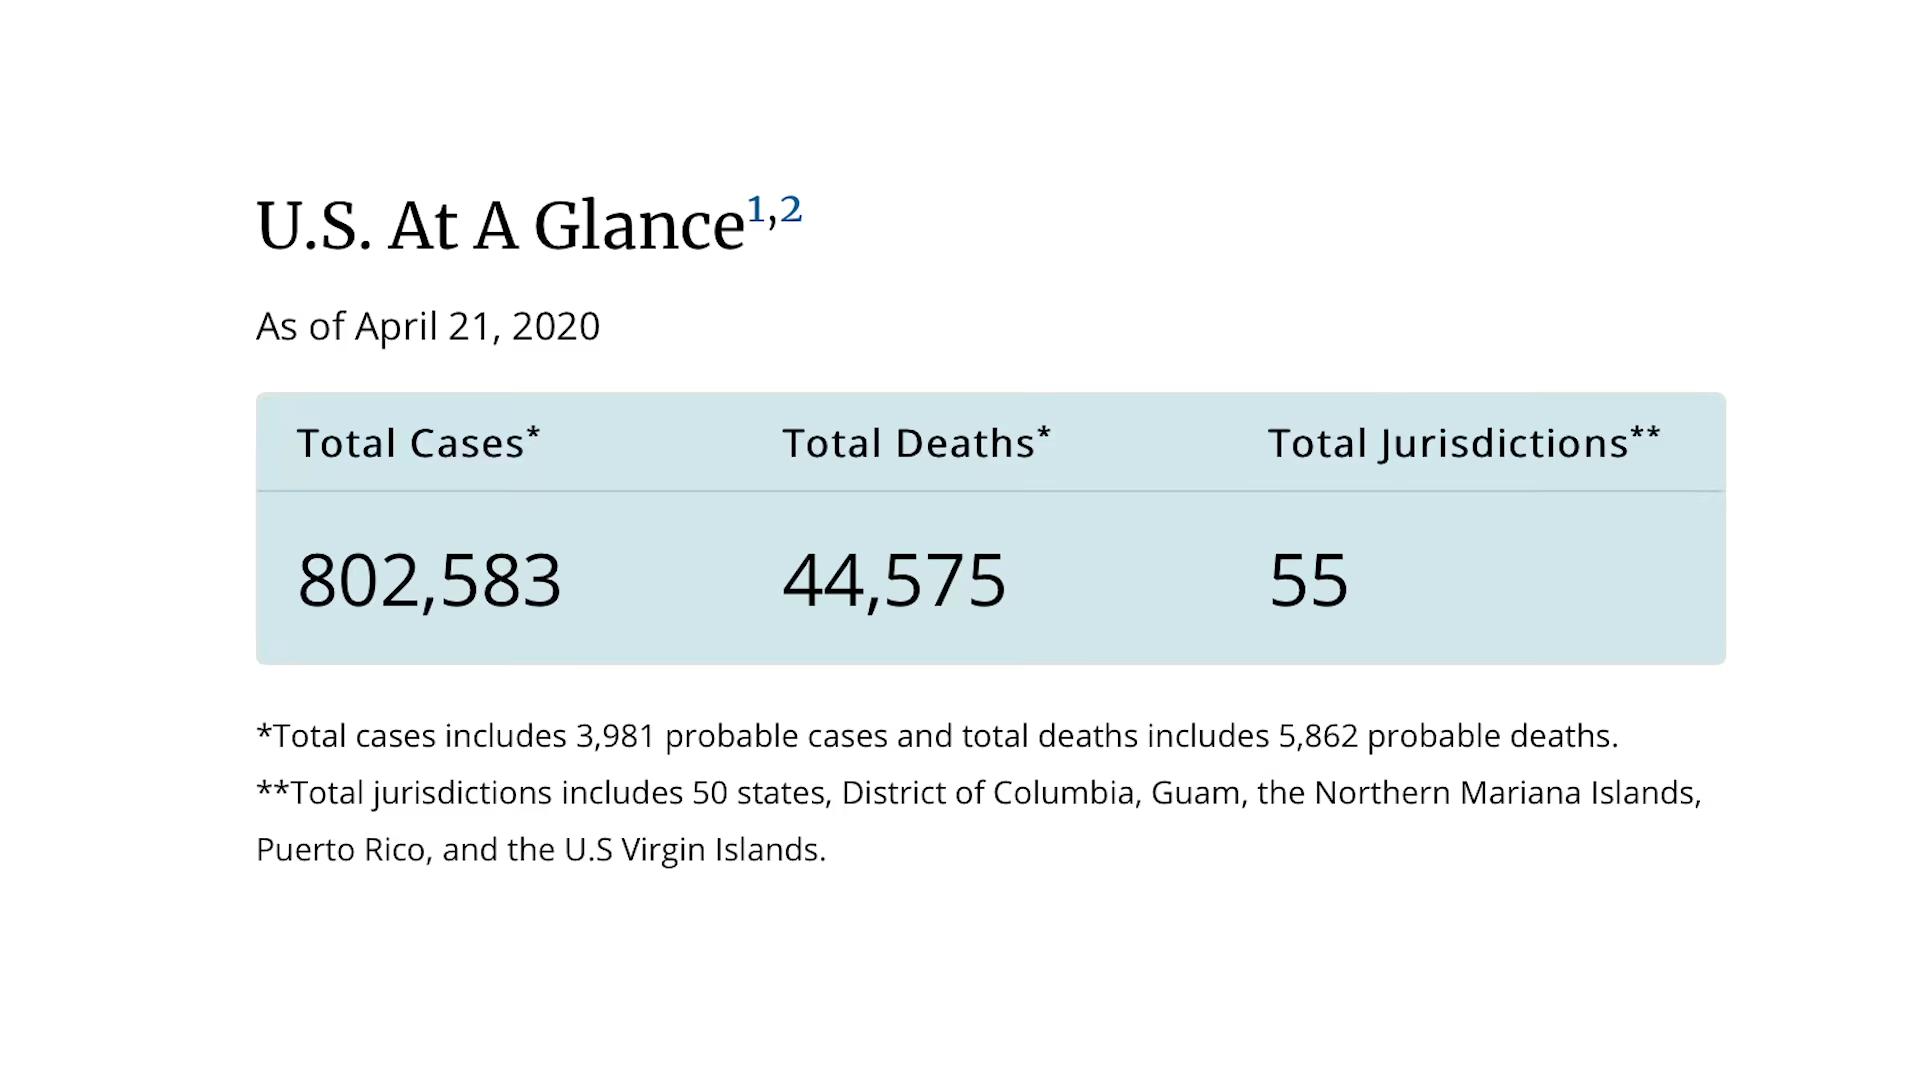 U.S. At A Glance1,2
As of April 21, 2020
Total Cases* Total Deaths* Total Jurisdictions**
802,583 44,575 55
*Total cases includes 3,981 probable cases and total deaths includes 5,862 probable deaths.
**Total jurisdictions includes 50 states, District of Columbia, Guam, the Northern Mariana Islands,
Puerto Rico, and the U.S Virgin Islands.